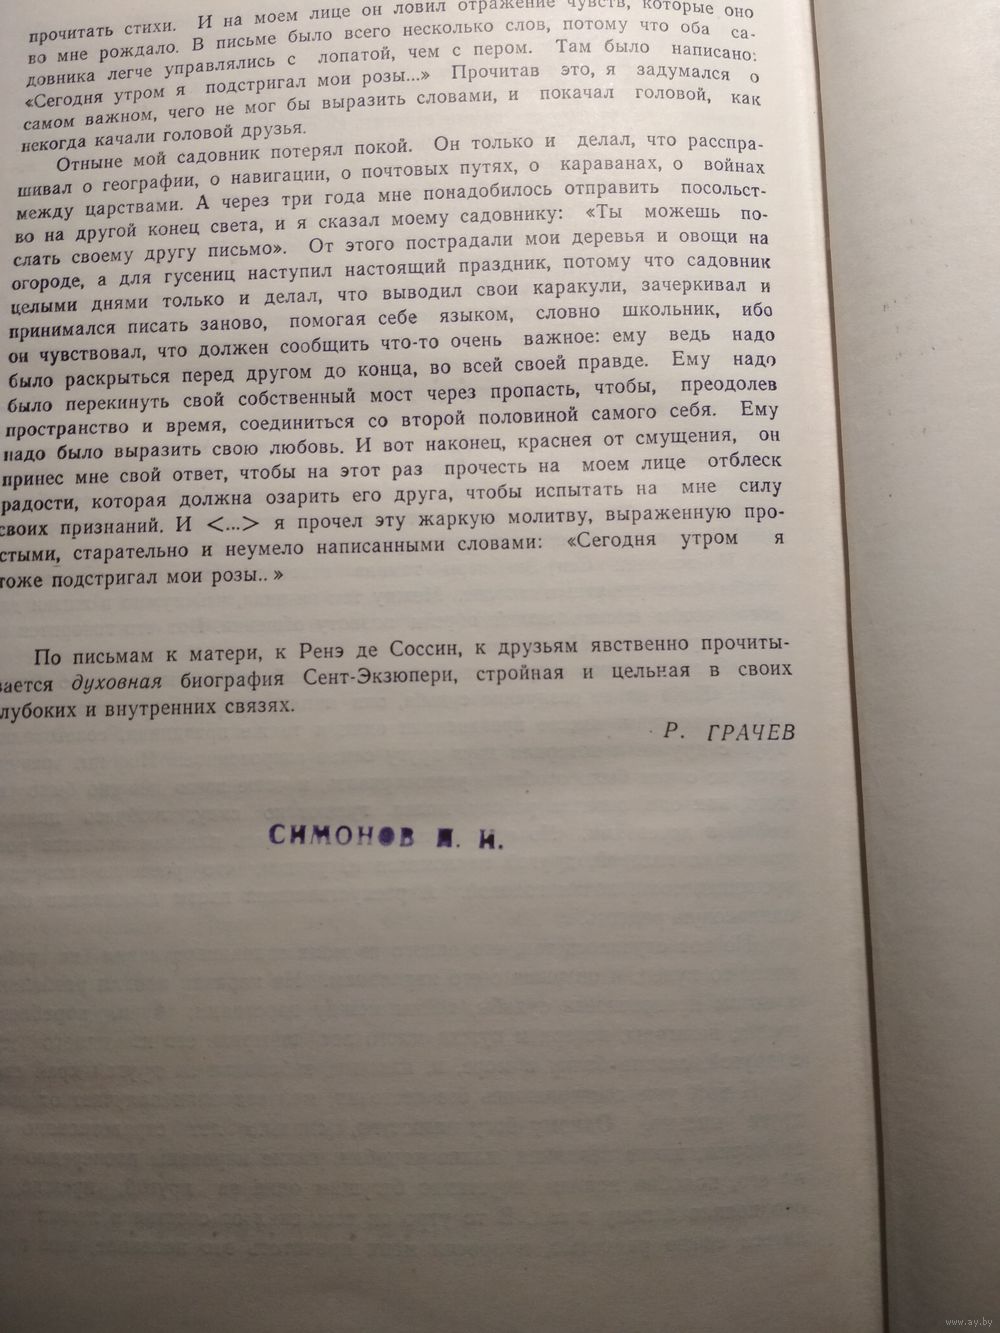 прочитать стихи. И на моем лице он ловил отражение чувств, которые оно
во мне рождало. В письме было всего несколько слов, потому что оба са-
довника легче управлялись с лопатой, чем с пером. Там было написано:
«Сегодня утром я подстригал мои розы...» Прочитав это, я задумался о
самом важном, чего не мог бы выразить словами, и покачал головой, как
некогда качали головой друзья.
Отныне мой садовник потерял покой. Он только и делал, что расспра-
шивал о географии, о навигации, о почтовых путях, о караванах, о войнах
между царствами. А через три года мне понадобилось отправить посольст-
во на другой конец света, и я сказал моему садовнику: «Ты можешь по-
слать своему другу письмо». От этого пострадали мои деревья и овощи на
огороде, а для гусениц наступил настоящий праздник, потому что садовник
целыми днями только и делал, что выводил свои каракули, зачеркивал и
принимался писать заново, помогая себе языком, словно школьник, ибо
он чувствовал, что должен сообщить что-то очень важное: ему ведь надо
было раскрыться перед другом до конца, во всей своей правде. Ему надо
было перекинуть свой собственный мост через пропасть, чтобы, преодолев
пространство и время, соединиться со второй половиной самого себя. Ему
надо было выразить свою любовь. И вот наконец, краснея от смущения, он
принес мне свой ответ, чтобы на этот раз прочесть на моем лице отблеск
радости, которая должна озарить его друга, чтобы испытать на мне силу
своих признаний. И <...> я прочел эту жаркую молитву, выраженную про-
стыми, старательно и неумело написанными словами: «Сегодня утром я
тоже подстригал мои розы.. »
По письмам к матери, к Ренэ де Соссин, к друзьям явственно прочиты-
вается духовная биография Сент-Экзюпери, стройная и цельная в своих
лубоких и внутренних связях.
Р. ГРАЧЕВ
СИМОНОВ И. Н.
www.ay.by